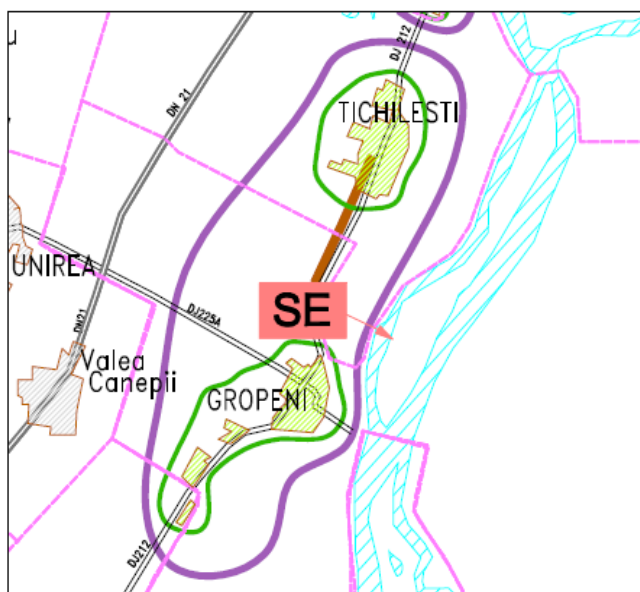 u
DJ 212
DN 21
TICHILESTI
UNIREA
DJ225A
SE
DN21
Valea
Canepii
GROPENI
DJ212